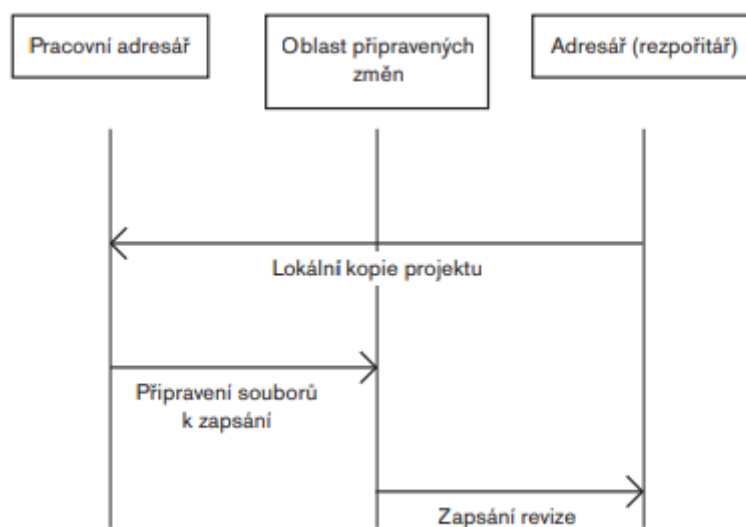 Pracovní adresář
Oblast připravených
změn
Adresář (rezpořitář)
Lokální kopie projektu
Připravení souborů
k zapsání
Zapsání revize